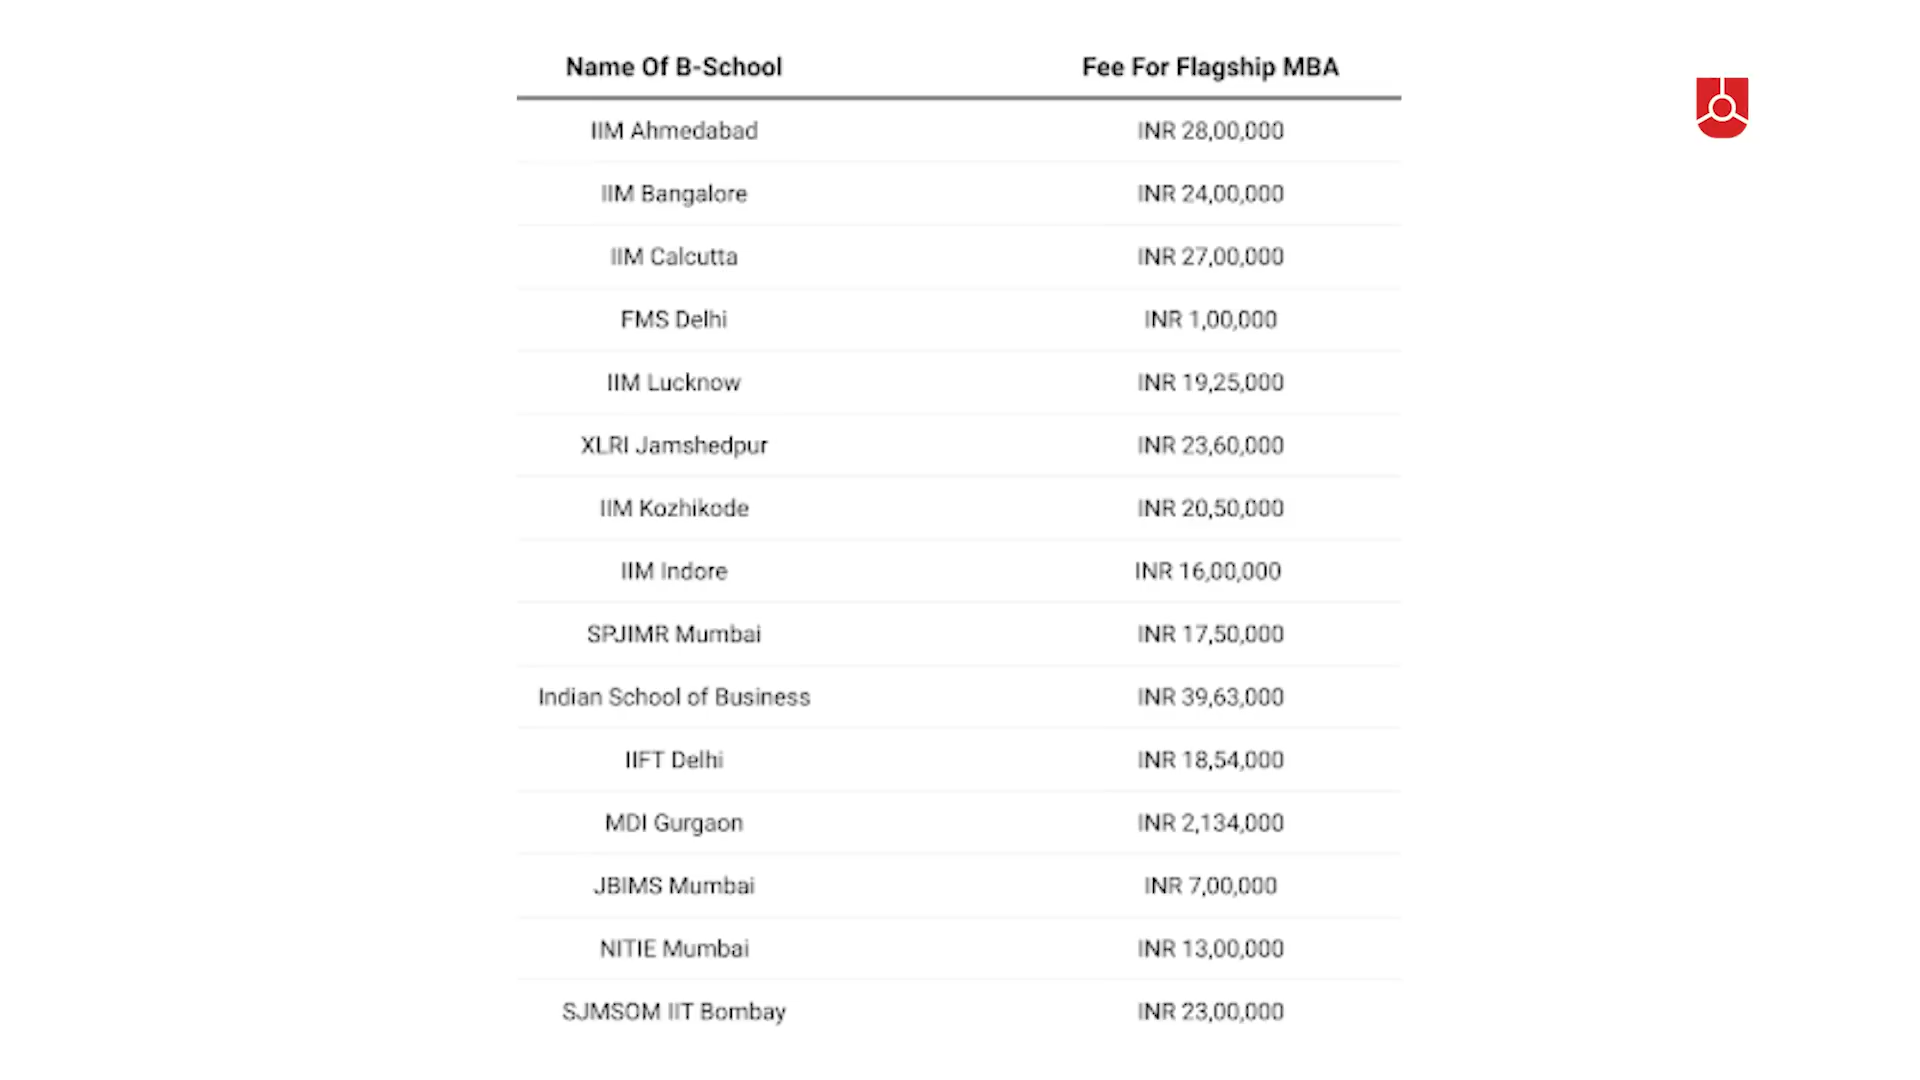 Name Of B-School Fee For Flagship MBA
IIM Ahmedabad INR 28,00,000
IIM Bangalore INR 24,00,000
IIM Calcutta INR 27,00,000
FMS Delhi INR 1,00,000
IIM Lucknow INR 19,25,000
XLRI Jamshedpur INR 23,60,000
IIM Kozhikode INR 20,50,000
IIM Indore INR 16,00,000
SPJIMR Mumbai INR 17,50,000
Indian School of Business INR 39,63,000
IIFT Delhi INR 18,54,000
MDI Gurgaon INR 2,134,000
JBIMS Mumbai INR 7,00,000
NITIE Mumbai INR 13,00,000
SJMSOM IIT Bombay INR 23,00,000